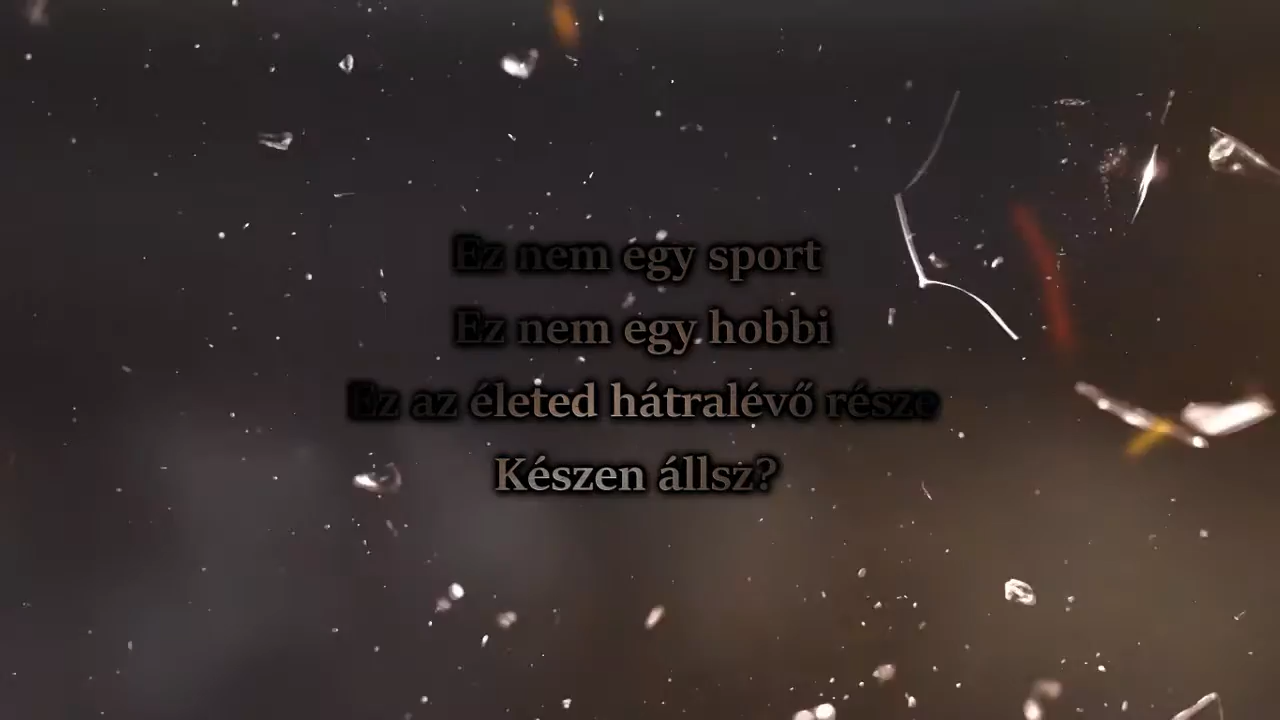 Ez nem egy sport
Ez nem egy hobbi
Ez az életed hátralévő része
Készen állsz?